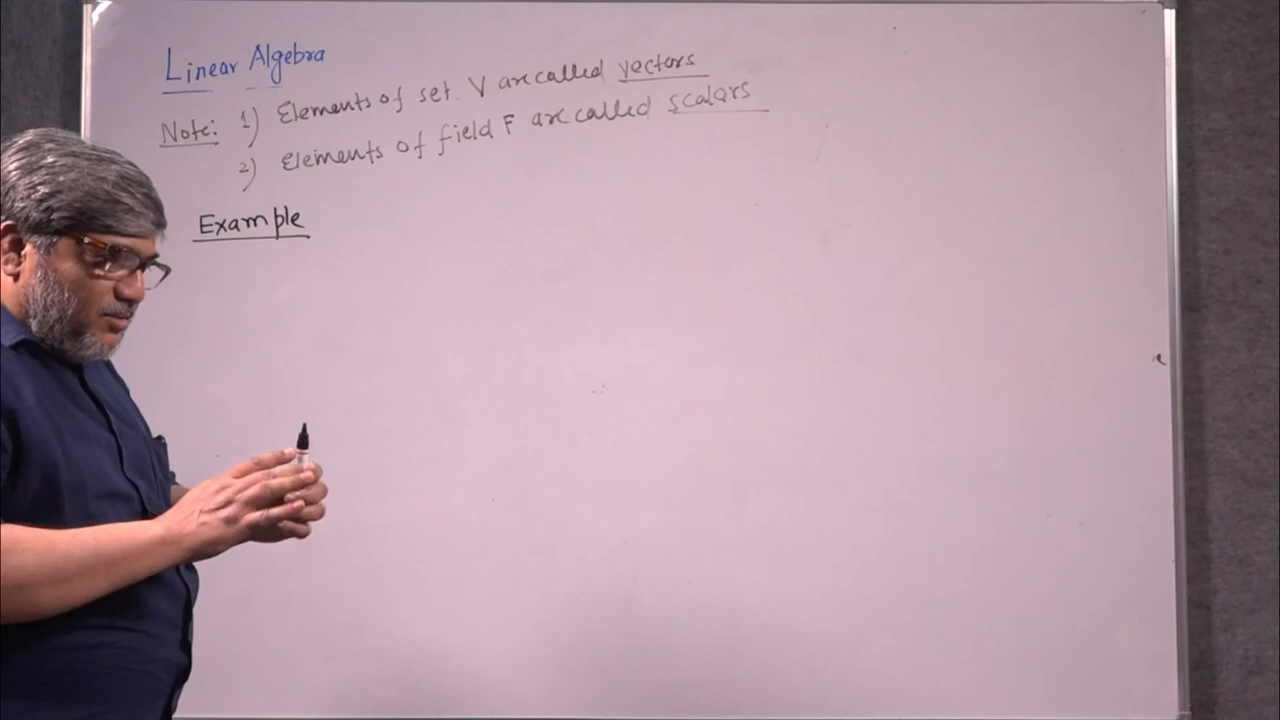 Linear Algebra
Note: 1) Elements of set. V are called vectors
2) Elements of field F are called scalars
Example